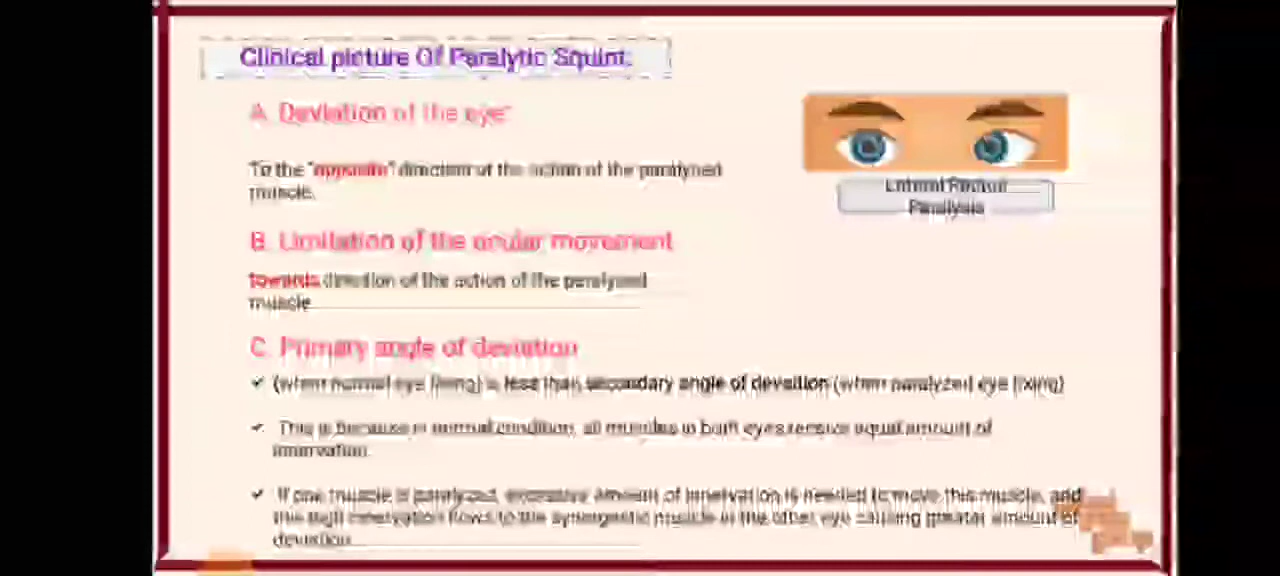 Clinical picture Of Paralytic Squint:
A. Deviation of the eye:
To the "opposite" direction of the action of the paralyzed
muscle.
Lateral Rectus
Paralysis
B. Limitation of the ocular movement
towards direction of the action of the paralyzed
muscle
C. Primary angle of deviation
✓ (when normal eye fixing) is less than secondary angle of deviation (when paralyzed eye fixing)
✓ This is because in normal condition, all muscles in both eyes receive equal amount of
innervation.
✓ If one muscle is paralyzed, excessive amount of innervation is needed to move this muscle, and
this high innervation flows to the synergestic muscle in the other eye causing greater amount of
deviation